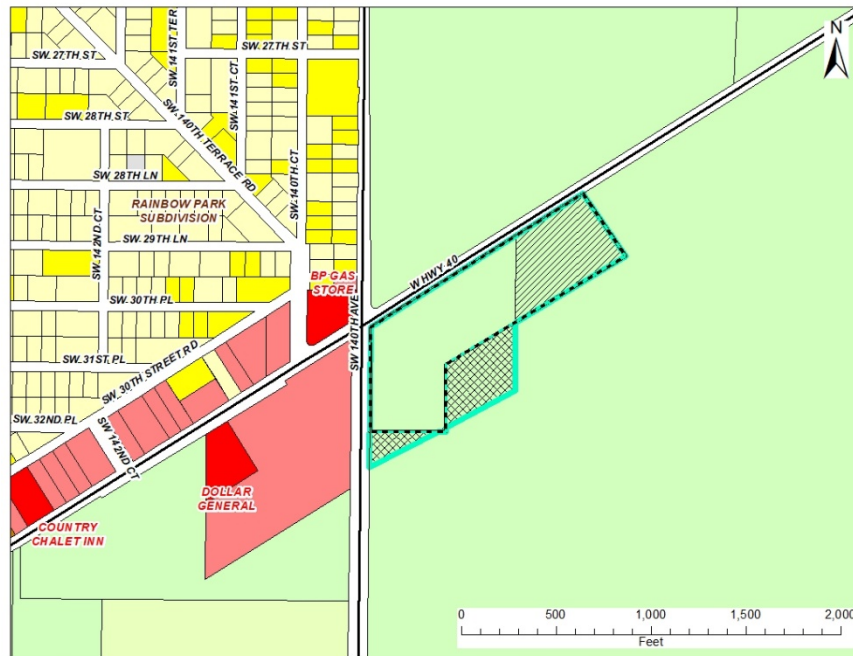 N
SW 27TH ST
SW 141ST TER
SW 27TH ST
SW 141ST CT
SW 140TH TERRACE RD
SW 28TH ST
SW 140TH CT
SW 28TH LN
RAINBOW PARK
SUBDIVISION
SW 142ND CT
SW 29TH LN
BP GAS
STORE
W HWY 40
SW 30TH PL
SW 140TH AVE
SW 31ST PL
SW 30TH STREET RD
SW 32ND PL
SW 142ND CT
DOLLAR
GENERAL
COUNTRY
CHALET INN
0 500 1,000 1,500 2,000
Feet